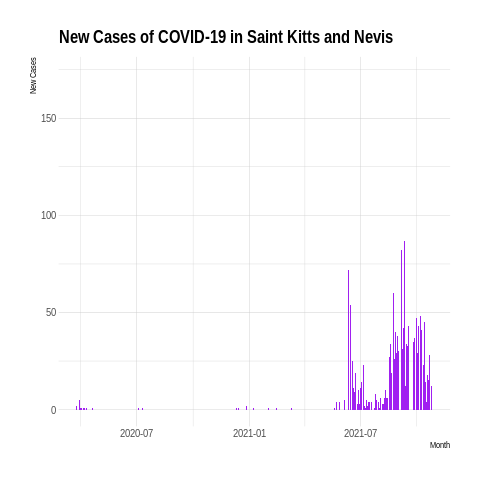 New Cases of COVID-19 in Saint Kitts and Nevis
New Cases
150
100
50
0
2020-07 2021-01 2021-07
Month